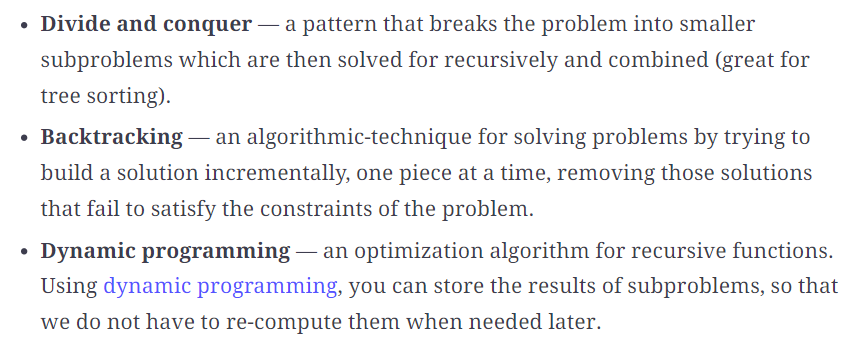 • Divide and conquer — a pattern that breaks the problem into smaller
subproblems which are then solved for recursively and combined (great for
tree sorting).
• Backtracking — an algorithmic-technique for solving problems by trying to
build a solution incrementally, one piece at a time, removing those solutions
that fail to satisfy the constraints of the problem.
• Dynamic programming — an optimization algorithm for recursive functions.
Using dynamic programming, you can store the results of subproblems, so that
we do not have to re-compute them when needed later.